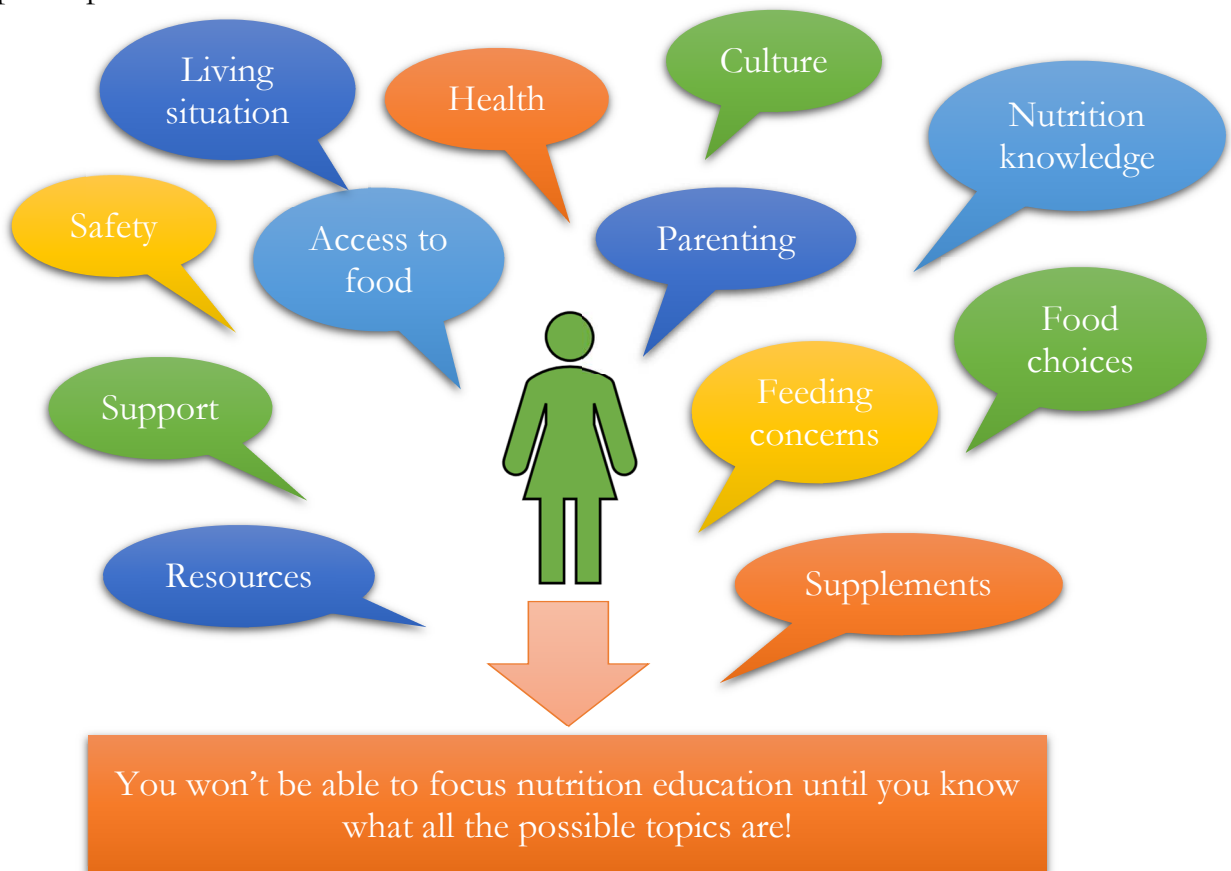 Living
situation
Health
Culture
Nutrition
knowledge
Safety
Access to
food
Parenting
Food
choices
Support
Feeding
concerns
Resources
Supplements
You won’t be able to focus nutrition education until you know
what all the possible topics are!